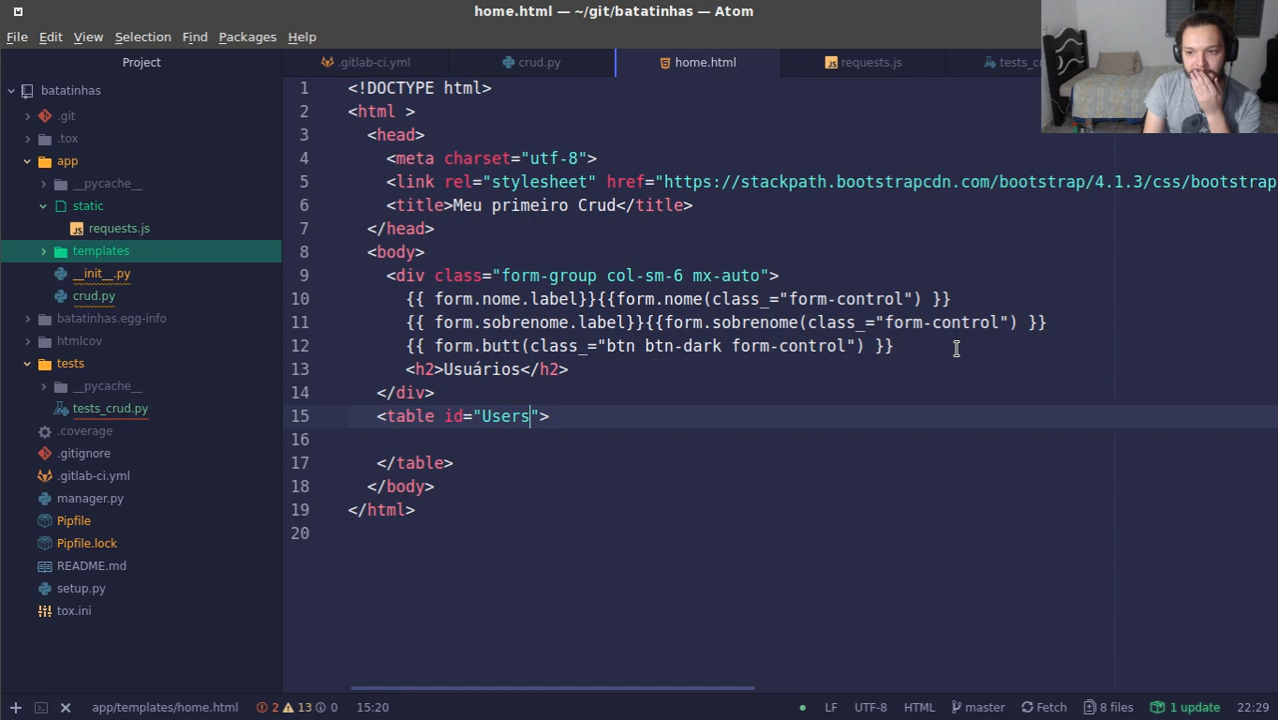 home.html — ~/git/batatinhas — Atom
File Edit View Selection Find Packages Help
Project
.gitlab-ci.yml
crud.py
home.html
requests.js
tests_cr
batatinhas
.git
.tox
app
__pycache__
static
requests.js
templates
__init__.py
crud.py
batatinhas.egg-info
htmlcov
tests
__pycache__
tests_crud.py
.coverage
.gitignore
.gitlab-ci.yml
manager.py
Pipfile
Pipfile.lock
README.md
setup.py
tox.ini
1 <!DOCTYPE html>
2 <html >
3 <head>
4 <meta charset="utf-8">
5 <link rel="stylesheet" href="https://stackpath.bootstrapcdn.com/bootstrap/4.1.3/css/bootstrap
6 <title>Meu primeiro Crud</title>
7 </head>
8 <body>
9 <div class="form-group col-sm-6 mx-auto">
10 {{ form.nome.label}}{{form.nome(class_="form-control") }}
11 {{ form.sobrenome.label}}{{form.sobrenome(class_="form-control") }}
12 {{ form.butt(class_="btn btn-dark form-control") }}
13 <h2>Usuários</h2>
14 </div>
15 <table id="Users">
16
17 </table>
18 </body>
19 </html>
20
app/templates/home.html 2 13 0 15:20 LF UTF-8 HTML master Fetch 8 files 1 update 22:29